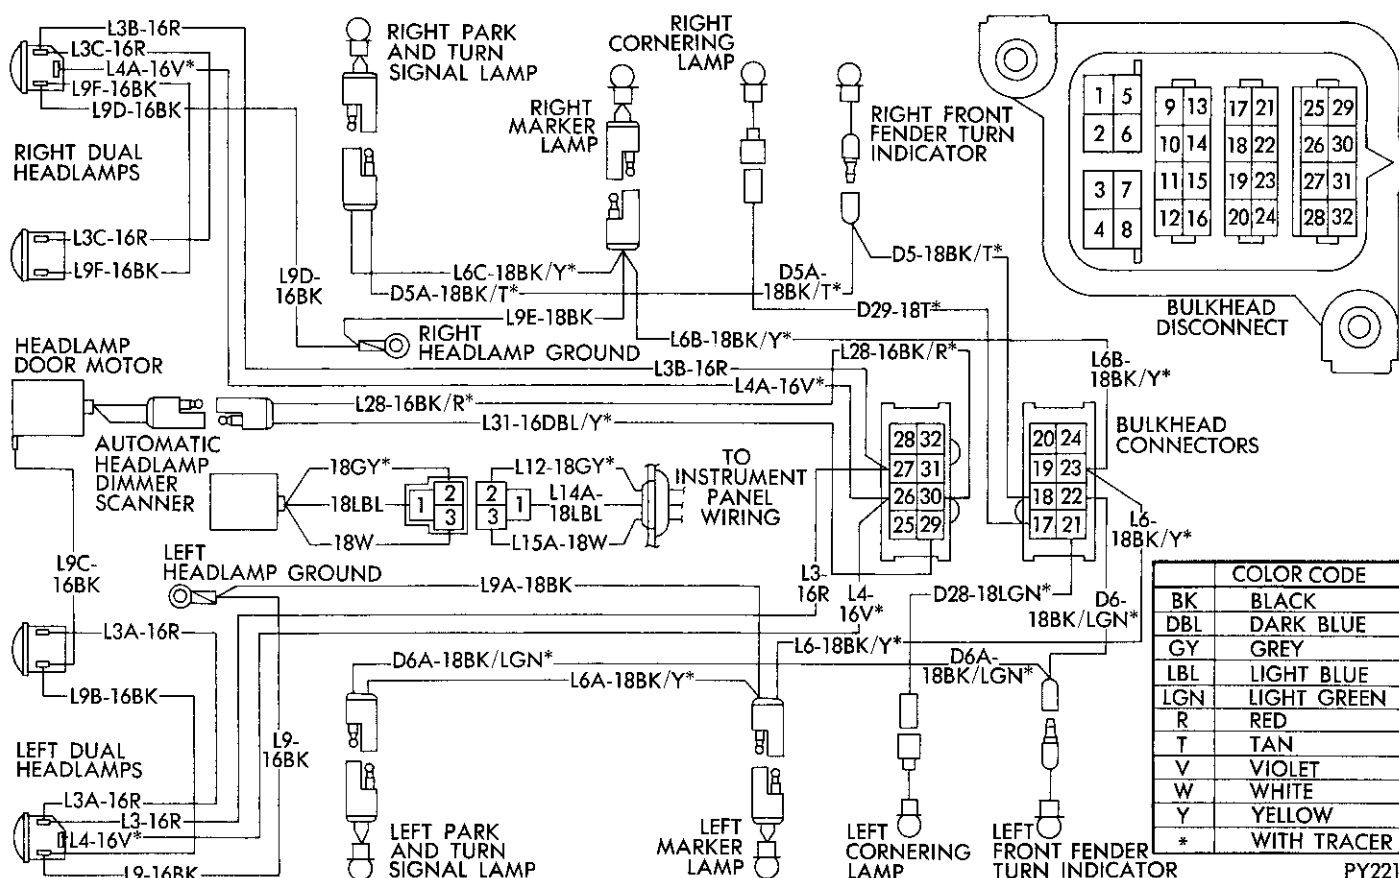 L3B-16R
L3C-16R
L4A-16V*
L9F-16BK
L9D-16BK
RIGHT DUAL
HEADLAMPS
L3C-16R
L9F-16BK
L9D-
16BK
RIGHT PARK
AND TURN
SIGNAL LAMP
RIGHT
CORNERING
LAMP
RIGHT
MARKER
LAMP
RIGHT FRONT
FENDER TURN
INDICATOR
1 5
2 6
3 7
4 8
9 13
10 14
11 15
12 16
17 21
18 22
19 23
20 24
25 29
26 30
27 31
28 32
BULKHEAD
DISCONNECT
L6C-18BK/Y*
D5A-18BK/T*
L9E-18BK
D5A-
18BK/T*
D5-18BK/T*
D29-18T*
RIGHT
HEADLAMP GROUND
L6B-18BK/Y*
L28-16BK/R*
L3B-16R
L4A-16V*
L6B-
18BK/Y*
HEADLAMP
DOOR MOTOR
L28-16BK/R*
L31-16DBL/Y*
AUTOMATIC
HEADLAMP
DIMMER
SCANNER
18GY*
18LBL
18W
1
2
3
2
3
1
L12-18GY*
L14A-
18LBL
L15A-18W
TO
INSTRUMENT
PANEL
WIRING
28 32
27 31
26 30
25 29
20 24
19 23
18 22
17 21
BULKHEAD
CONNECTORS
L6-
18BK/Y*
L9C-
16BK
LEFT
HEADLAMP GROUND
L9A-18BK
L3-
16R
L4-
16V*
D28-18LGN*
D6-
18BK/LGN*
L3A-16R
L9B-16BK
L6-18BK/Y*
D6A-18BK/LGN*
L6A-18BK/Y*
D6A-
18BK/LGN*
L9-
16BK
LEFT DUAL
HEADLAMPS
L3A-16R
L3-16R
L4-16V*
L9-16BK
LEFT PARK
AND TURN
SIGNAL LAMP
LEFT
MARKER
LAMP
LEFT
CORNERING
LAMP
LEFT
FRONT FENDER
TURN INDICATOR
COLOR CODE
BK BLACK
DBL DARK BLUE
GY GREY
LBL LIGHT BLUE
LGN LIGHT GREEN
R RED
T TAN
V VIOLET
W WHITE
Y YELLOW
* WITH TRACER
PY221